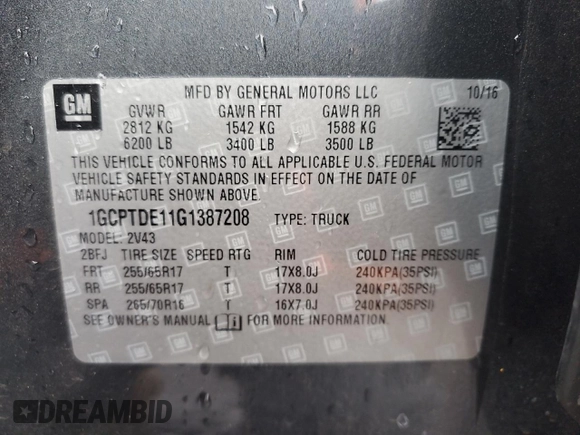 GM
MFD BY GENERAL MOTORS LLC 10/16
GVWR GAWR FRT GAWR RR
2812 KG 1542 KG 1588 KG
6200 LB 3400 LB 3500 LB
THIS VEHICLE CONFORMS TO ALL APPLICABLE U.S. FEDERAL MOTOR
VEHICLE SAFETY STANDARDS IN EFFECT ON THE DATE OF
MANUFACTURE SHOWN ABOVE.
1GCPTDE11G1387208 TYPE: TRUCK
MODEL: 2V43
2BFJ TIRE SIZE SPEED RTG RIM COLD TIRE PRESSURE
FRT 255/65R17 T 17X8.0J 240KPA(35PSI)
RR 255/65R17 T 17X8.0J 240KPA(35PSI)
SPA 265/70R16 T 16X7.0J 240KPA(35PSI)
SEE OWNER'S MANUAL FOR MORE INFORMATION.
DREAMBID